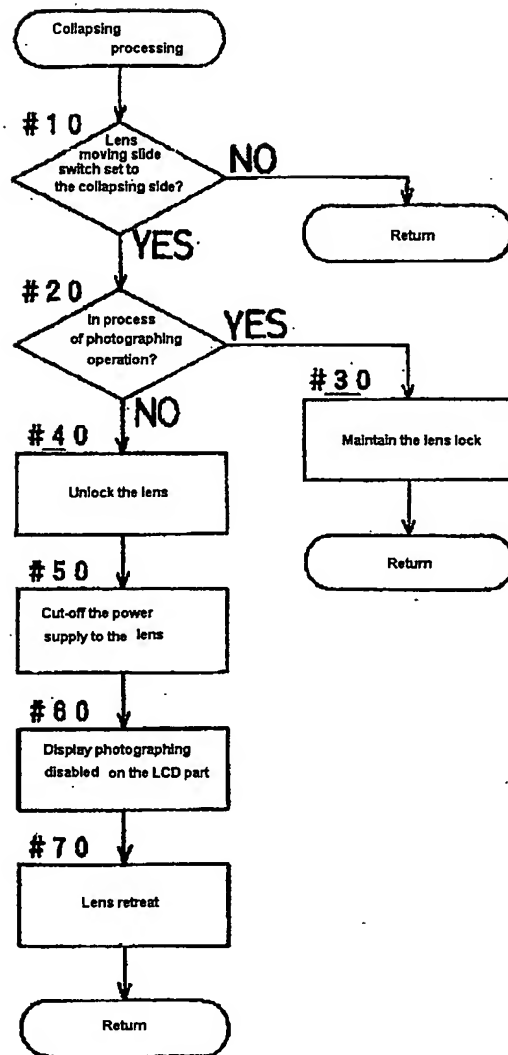 Collapsing
processing
#10
Lens
moving slide
switch set to
the collapsing side?
NO
Return
YES
#20
In process
of photographing
operation?
YES
#30
Maintain the lens lock
Return
NO
#40
Unlock the lens
#50
Cut-off the power
supply to the lens
#60
Display photographing
disabled on the LCD part
#70
Lens retreat
Return